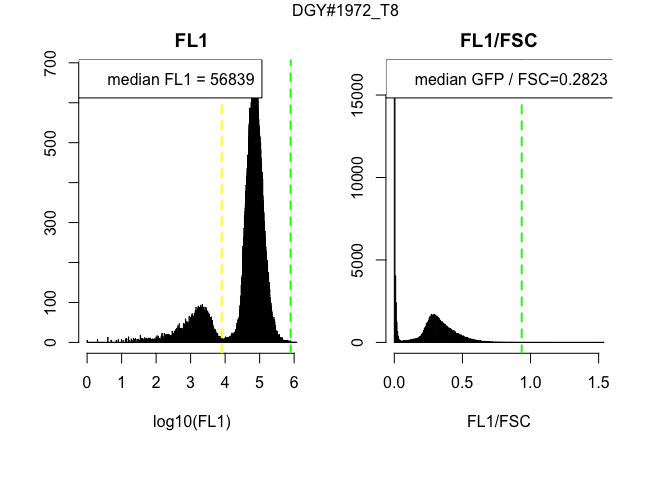 DGY#1972_T8
FL1
median FL1 = 56839
0
100
300
500
700
0 1 2 3 4 5 6
log10(FL1)
FL1/FSC
median GFP / FSC=0.2823
0
5000
10000
15000
0.0 0.5 1.0 1.5
FL1/FSC